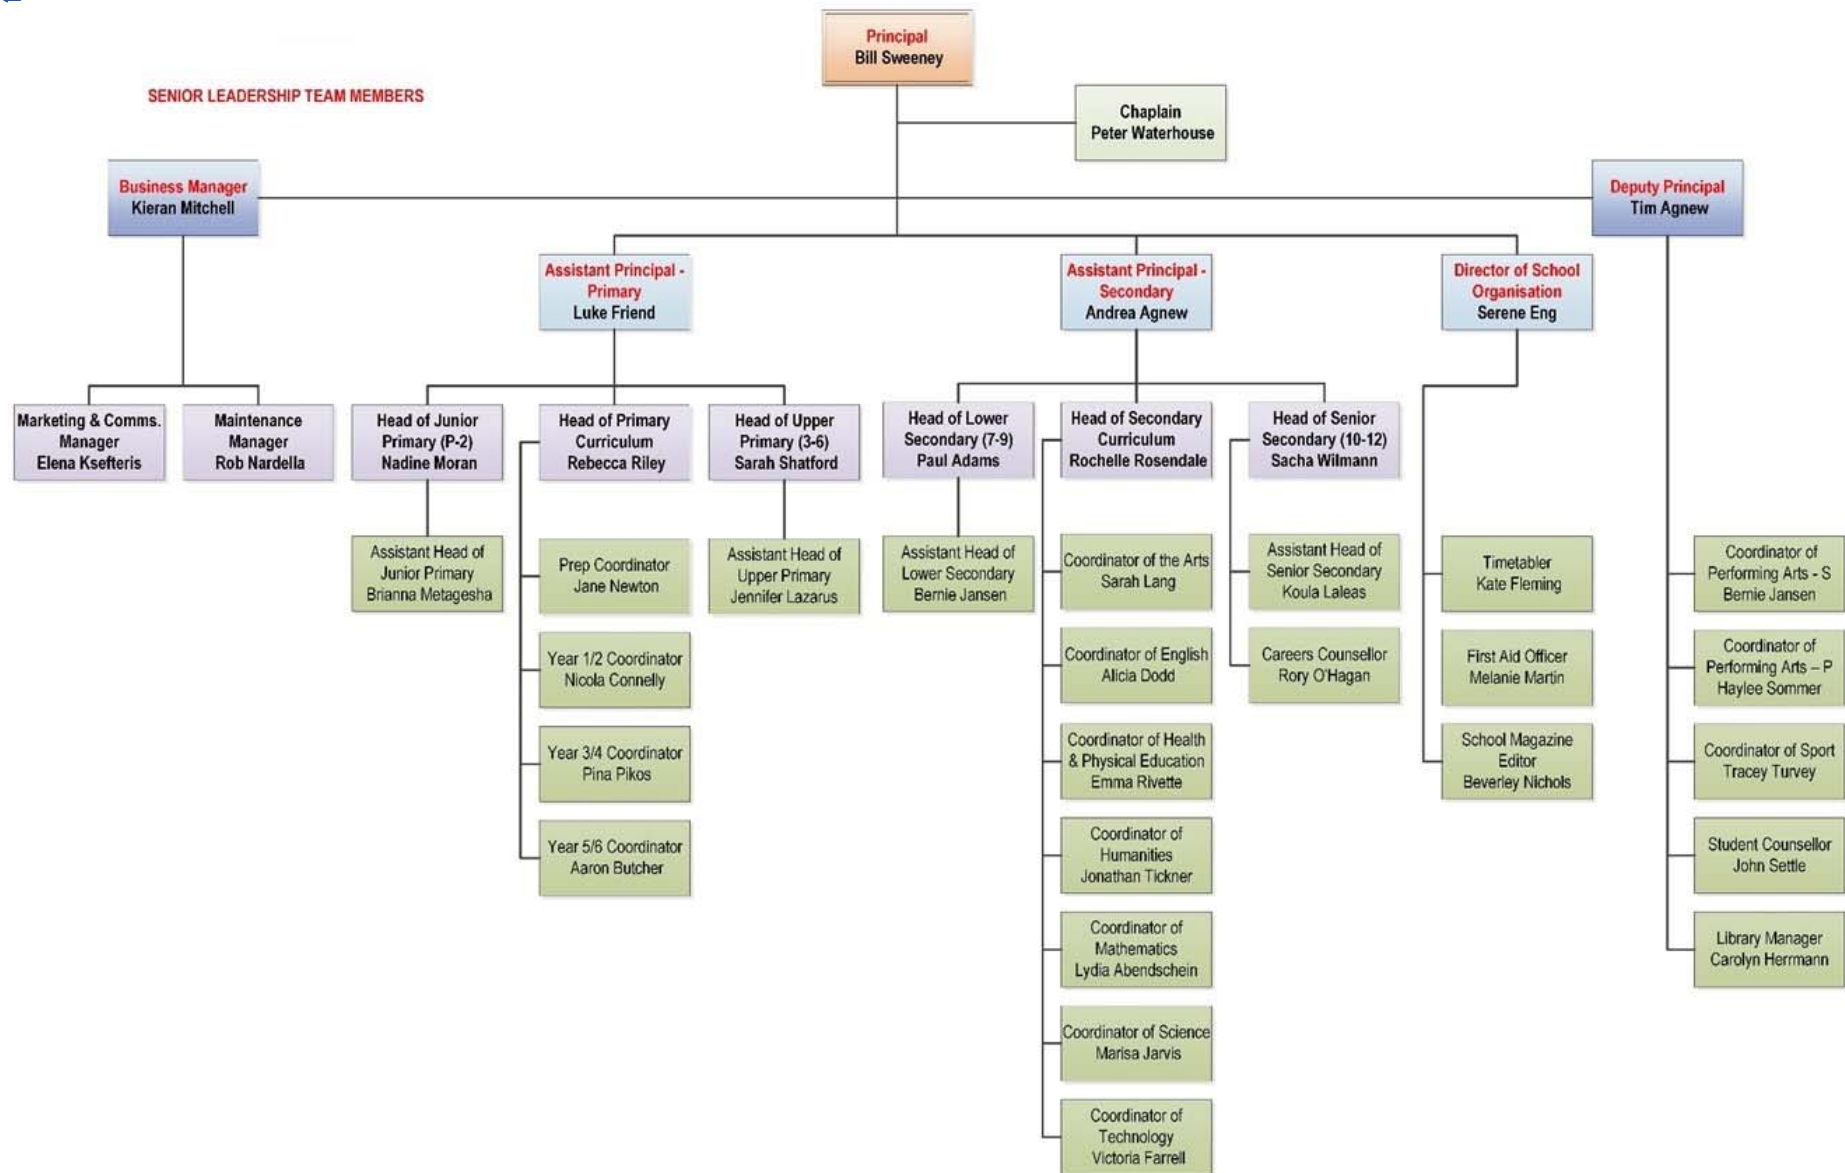 Principal
Bill Sweeney
SENIOR LEADERSHIP TEAM MEMBERS
Chaplain
Peter Waterhouse
Business Manager
Kieran Mitchell
Deputy Principal
Tim Agnew
Assistant Principal -
Primary
Luke Friend
Assistant Principal -
Secondary
Andrea Agnew
Director of School
Organisation
Serene Eng
Marketing & Comms.
Manager
Elena Ksefteris
Maintenance
Manager
Rob Nardella
Head of Junior
Primary (P-2)
Nadine Moran
Head of Primary
Curriculum
Rebecca Riley
Head of Upper
Primary (3-6)
Sarah Shatford
Head of Lower
Secondary (7-9)
Paul Adams
Head of Secondary
Curriculum
Rochelle Rosendale
Head of Senior
Secondary (10-12)
Sacha Wilmann
Assistant Head of
Junior Primary
Brianna Metagesha
Prep Coordinator
Jane Newton
Year 1/2 Coordinator
Nicola Connelly
Year 3/4 Coordinator
Pina Pikos
Year 5/6 Coordinator
Aaron Butcher
Assistant Head of
Upper Primary
Jennifer Lazarus
Assistant Head of
Lower Secondary
Bernie Jansen
Coordinator of the Arts
Sarah Lang
Coordinator of English
Alicia Dodd
Coordinator of Health
& Physical Education
Emma Rivette
Coordinator of
Humanities
Jonathan Tickner
Coordinator of
Mathematics
Lydia Abendschein
Coordinator of Science
Marisa Jarvis
Coordinator of
Technology
Victoria Farrell
Assistant Head of
Senior Secondary
Koula Laleas
Careers Counsellor
Rory O'Hagan
Timetabler
Kate Fleming
First Aid Officer
Melanie Martin
School Magazine
Editor
Beverley Nichols
Coordinator of
Performing Arts - S
Bernie Jansen
Coordinator of
Performing Arts – P
Haylee Sommer
Coordinator of Sport
Tracey Turvey
Student Counsellor
John Settle
Library Manager
Carolyn Herrmann